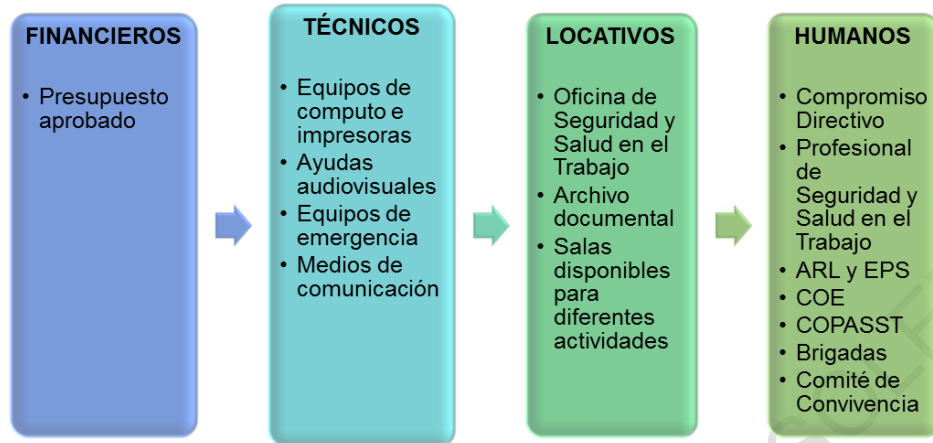 FINANCIEROS
• Presupuesto
aprobado
TÉCNICOS
• Equipos de
computo e
impresoras
• Ayudas
audiovisuales
• Equipos de
emergencia
• Medios de
comunicación
LOCATIVOS
• Oficina de
Seguridad y
Salud en el
Trabajo
• Archivo
documental
• Salas
disponibles
para
diferentes
actividades
HUMANOS
• Compromiso
Directivo
• Profesional
de
Seguridad y
Salud en el
Trabajo
• ARL y EPS
• COE
• COPASST
• Brigadas
• Comité de
Convivencia